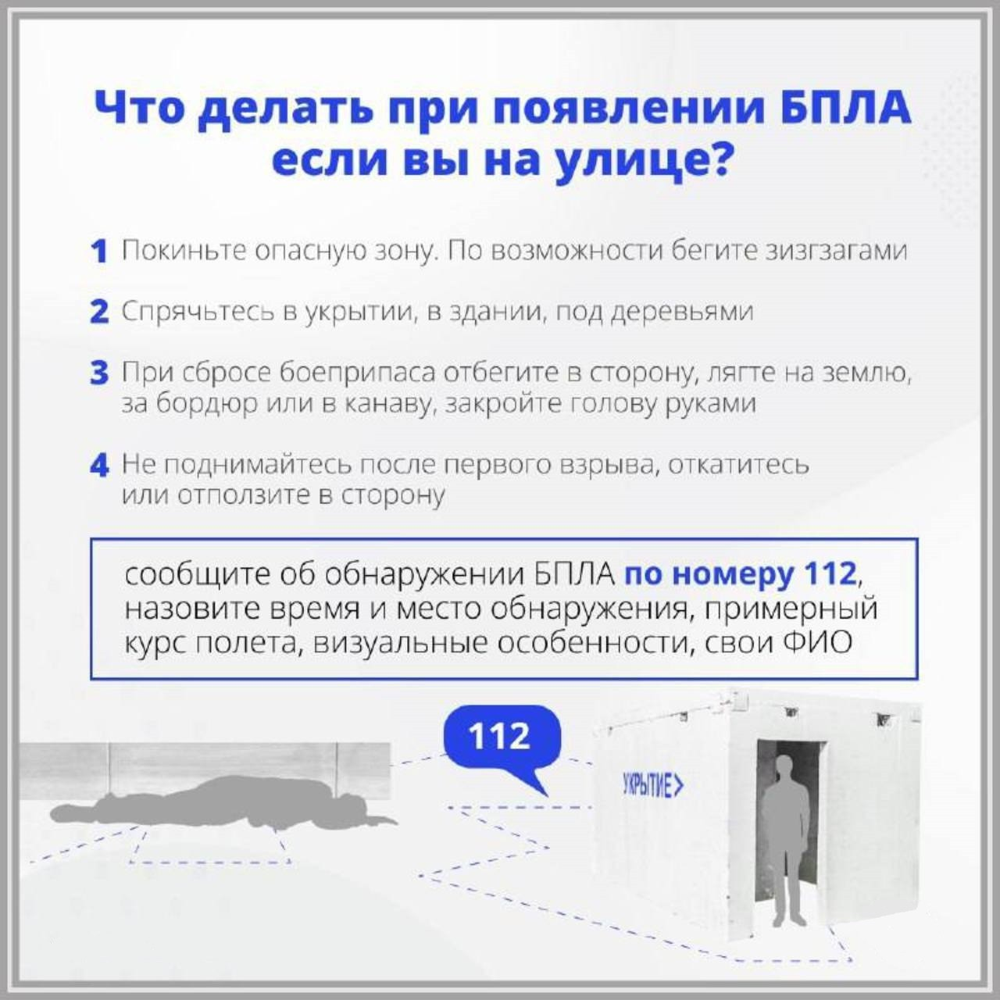 Что делать при появлении БПЛА
если вы на улице?
1 Покиньте опасную зону. По возможности бегите зизгзагами
2 Спрячьтесь в укрытии, в здании, под деревьями
3 При сбросе боеприпаса отбегите в сторону, лягте на землю,
за бордюр или в канаву, закройте голову руками
4 Не поднимайтесь после первого взрыва, откатитесь
или отползите в сторону
сообщите об обнаружении БПЛА по номеру 112,
назовите время и место обнаружения, примерный
курс полета, визуальные особенности, свои ФИО
112
УКРЫТИЕ>